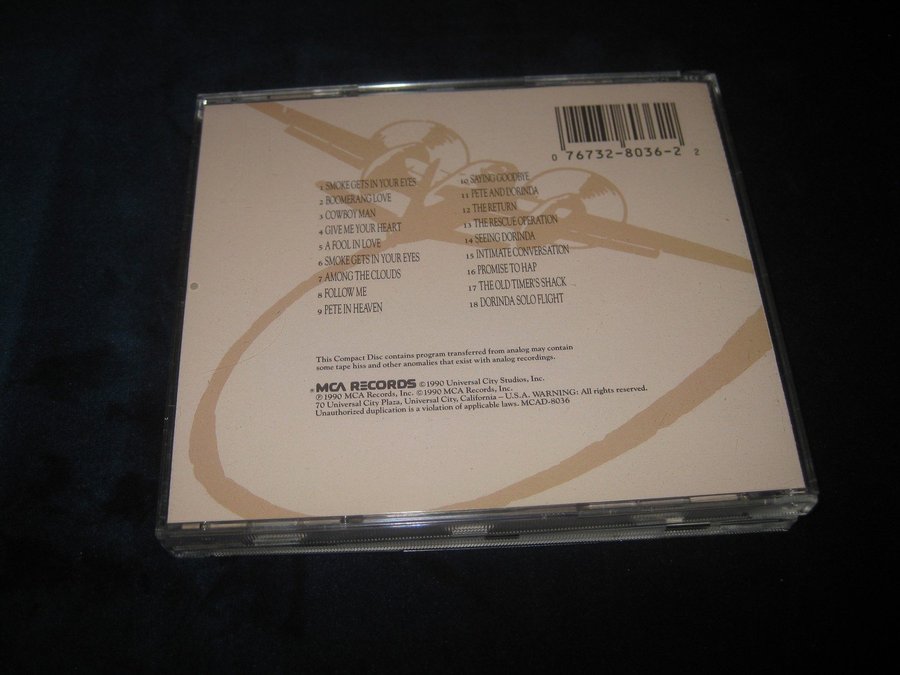 0 76732-8036-2 2
1 SMOKE GETS IN YOUR EYES
2 BOOMERANG LOVE
3 COWBOY MAN
4 GIVE ME YOUR HEART
5 A FOOL IN LOVE
6 SMOKE GETS IN YOUR EYES
7 AMONG THE CLOUDS
8 FOLLOW ME
9 PETE IN HEAVEN
10 SAYING GOODBYE
11 PETE AND DORINDA
12 THE RETURN
13 THE RESCUE OPERATION
14 SEEING DORINDA
15 INTIMATE CONVERSATION
16 PROMISE TO HAP
17 THE OLD TIMER'S SHACK
18 DORINDA SOLO FLIGHT
This Compact Disc contains program transferred from analog may contain
some tape hiss and other anomalies that exist with analog recordings.
MCA RECORDS ©1990 Universal City Studios, Inc.
℗1990 MCA Records, Inc. ©1990 MCA Records, Inc.
70 Universal City Plaza, Universal City, California – U.S.A. WARNING: All rights reserved.
Unauthorized duplication is a violation of applicable laws. MCAD-8036